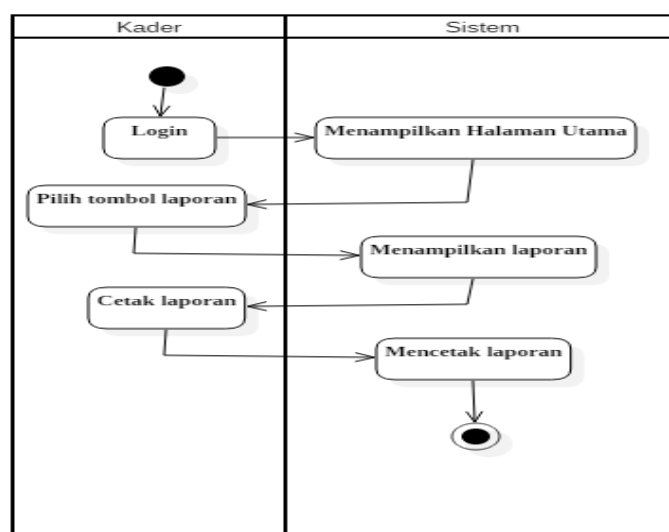 Kader
Sistem
Login
Menampilkan Halaman Utama
Pilih tombol laporan
Menampilkan laporan
Cetak laporan
Mencetak laporan